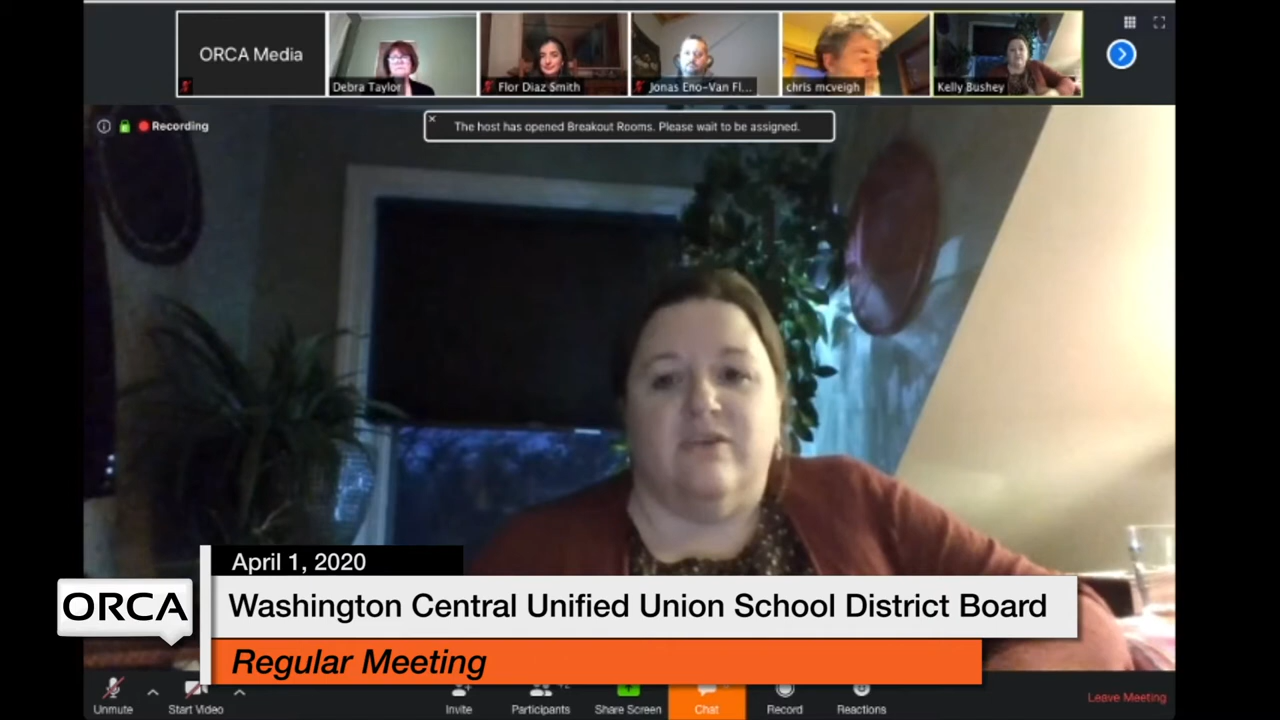 ORCA Media
Debra Taylor
Flor Diaz Smith
Jonas Eno-Van Fl...
chris mcveigh
Kelly Bushey
Recording
The host has opened Breakout Rooms. Please wait to be assigned.
April 1, 2020
ORCA
Washington Central Unified Union School District Board
Regular Meeting
Unmute
Start Video
Invite
Participants
Share Screen
Chat
Record
Reactions
Leave Meeting